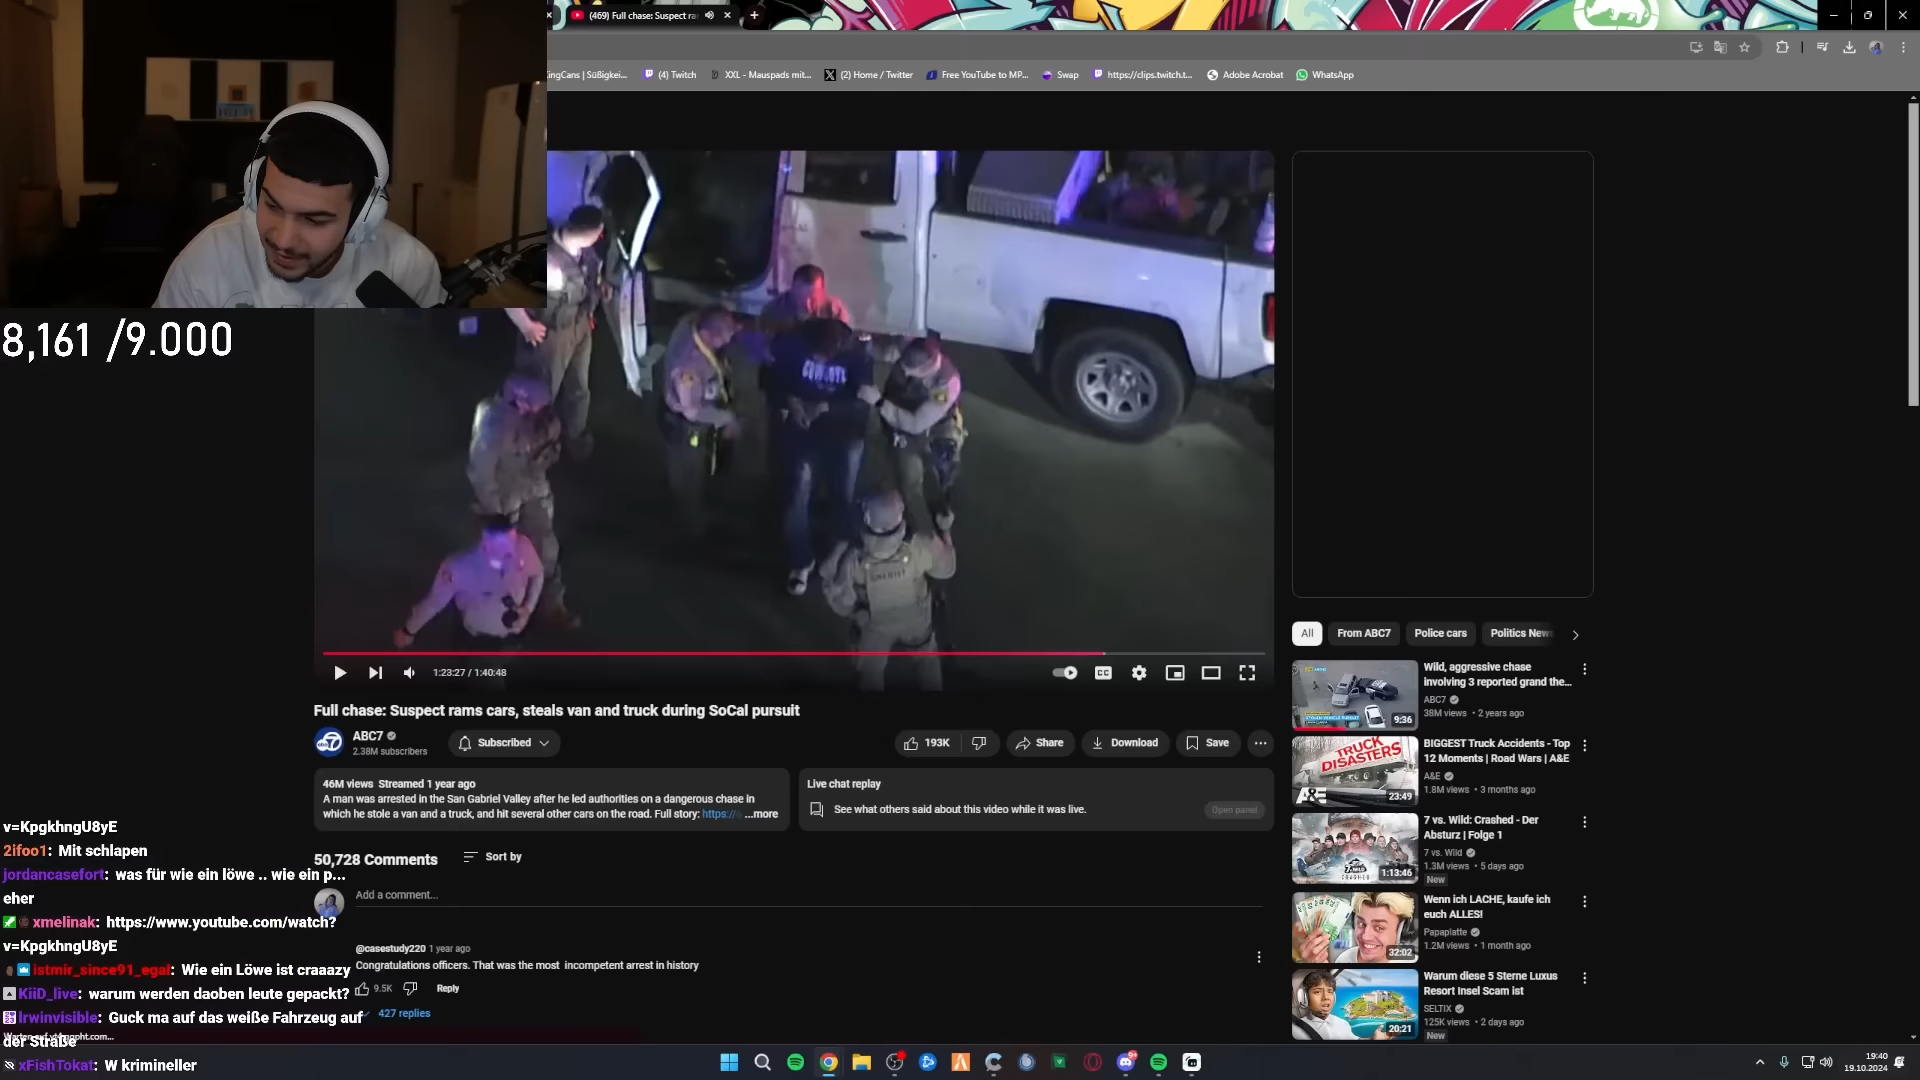 (469) Full chase: Suspect ra
ingCans | Süßigkei...
(4) Twitch
XXL - Mauspads mit...
(2) Home / Twitter
Free YouTube to MP...
Swap
https://clips.twitch.t...
Adobe Acrobat
WhatsApp
8,161 /9.000
SHERIFF
1:23:27 / 1:40:48
Full chase: Suspect rams cars, steals van and truck during SoCal pursuit
ABC7
2.38M subscribers
Subscribed
193K
Share
Download
Save
46M views Streamed 1 year ago
A man was arrested in the San Gabriel Valley after he led authorities on a dangerous chase in
which he stole a van and a truck, and hit several other cars on the road. Full story: https:// ...more
Live chat replay
See what others said about this video while it was live.
Open panel
50,728 Comments
Sort by
Add a comment...
@casestudy220 1 year ago
Congratulations officers. That was the most incompetent arrest in history
9.5K
Reply
427 replies
All
From ABC7
Police cars
Politics New
Wild, aggressive chase
involving 3 reported grand the...
ABC7
38M views • 2 years ago
9:36
TRUCK
DISASTERS
A&E
23:49
BIGGEST Truck Accidents - Top
12 Moments | Road Wars | A&E
A&E
1.8M views • 3 months ago
1:13:46
7 vs. Wild: Crashed - Der
Absturz | Folge 1
7 vs. Wild
1.3M views • 5 days ago
New
32:02
Wenn ich LACHE, kaufe ich
euch ALLES!
Papaplatte
1.2M views • 1 month ago
20:21
Warum diese 5 Sterne Luxus
Resort Insel Scam ist
SELTIX
125K views • 2 days ago
New
v=KpgkhngU8yE
2ifoo1: Mit schlapen
jordancasefort: was für wie ein löwe .. wie ein p...
eher
xmelinak: https://www.youtube.com/watch?
v=KpgkhngU8yE
istmir_since91_egal: Wie ein Löwe ist craaazy
KiiD_live: warum werden daoben leute gepackt?
Irwinvisible: Guck ma auf das weiße Fahrzeug auf
der Straße
xFishTokat: W krimineller
19:40
19.10.2024